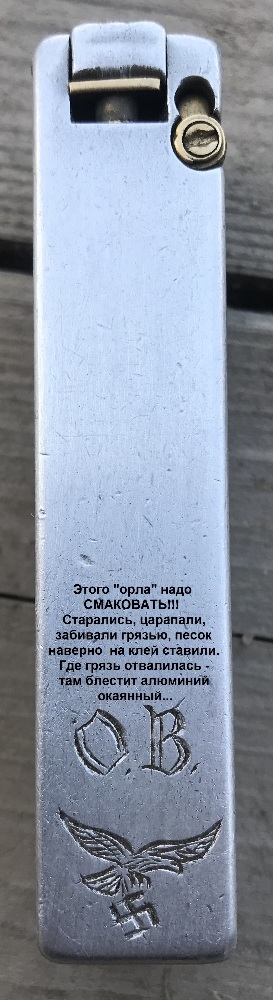 Этого "орла" надо
СМАКОВАТЬ!!!
Старались, царапали,
забивали грязью, песок
наверно на клей ставили.
Где грязь отвалилась -
там блестит алюминий
окаянный...
O.B.